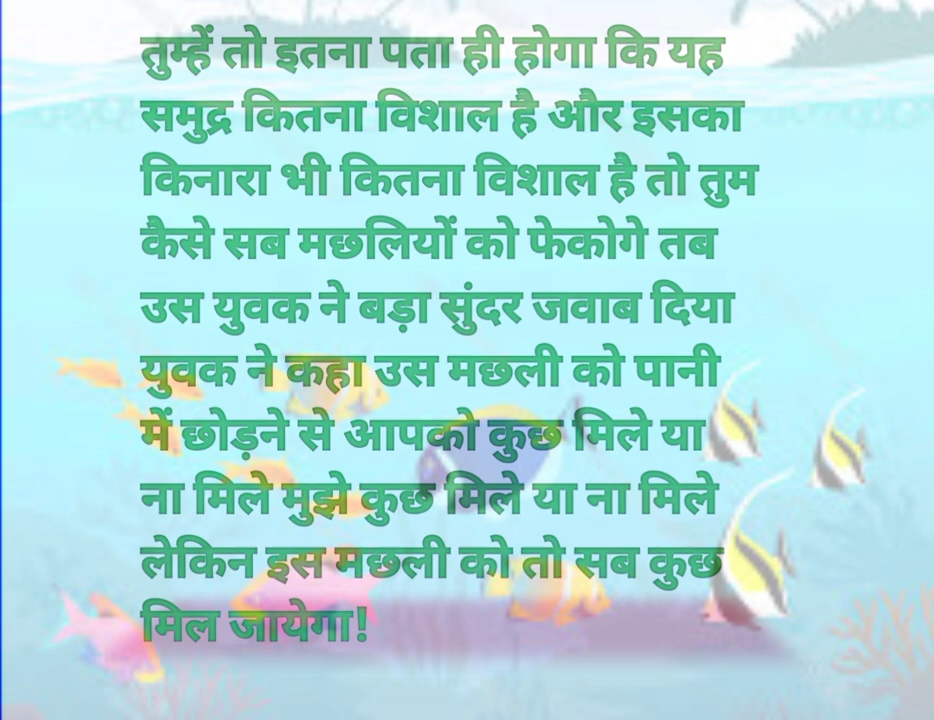 तुम्हें तो इतना पता ही होगा कि यह
समुद्र कितना विशाल है और इसका
किनारा भी कितना विशाल है तो तुम
कैसे सब मछलियों को फेकोगे तब
उस युवक ने बड़ा सुंदर जवाब दिया
युवक ने कहा उस मछली को पानी
में छोड़ने से आपको कुछ मिले या
ना मिले मुझे कुछ मिले या ना मिले
लेकिन इस मछली को तो सब कुछ
मिल जायेगा!